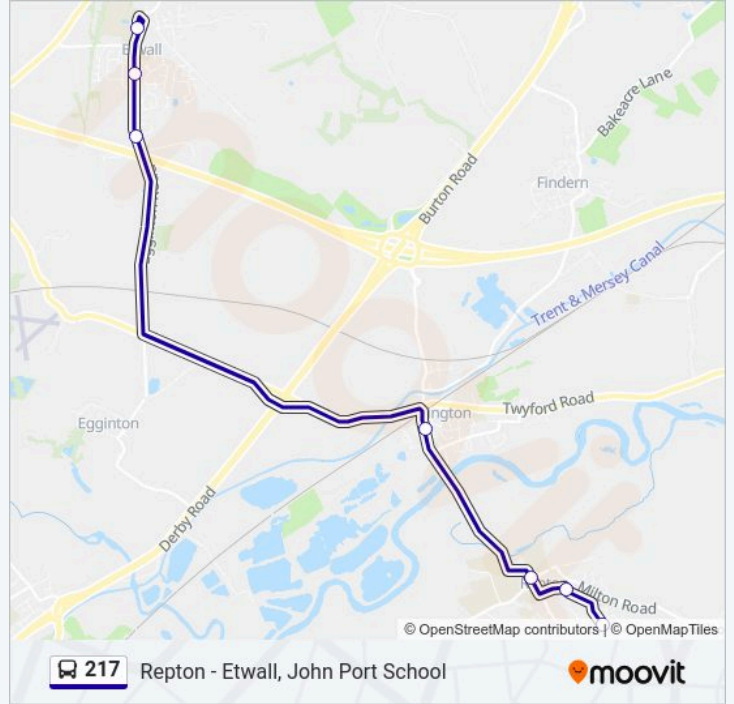 Bakeacre Lane
Burton Road
Findern
Trent & Mersey Canal
Twyford Road
Egginton
Derby Road
Milton Road
© OpenStreetMap contributors | © OpenMapTiles
217
Repton - Etwall, John Port School
moovit